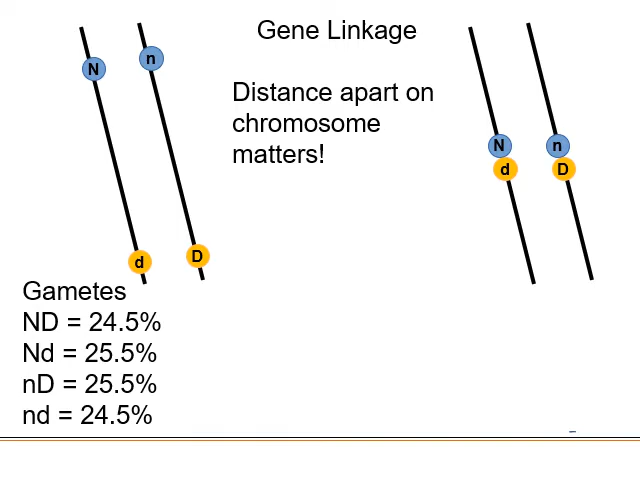 Gene Linkage
Distance apart on
chromosome
matters!
N
n
d
D
N
n
d
D
Gametes
ND = 24.5%
Nd = 25.5%
nD = 25.5%
nd = 24.5%